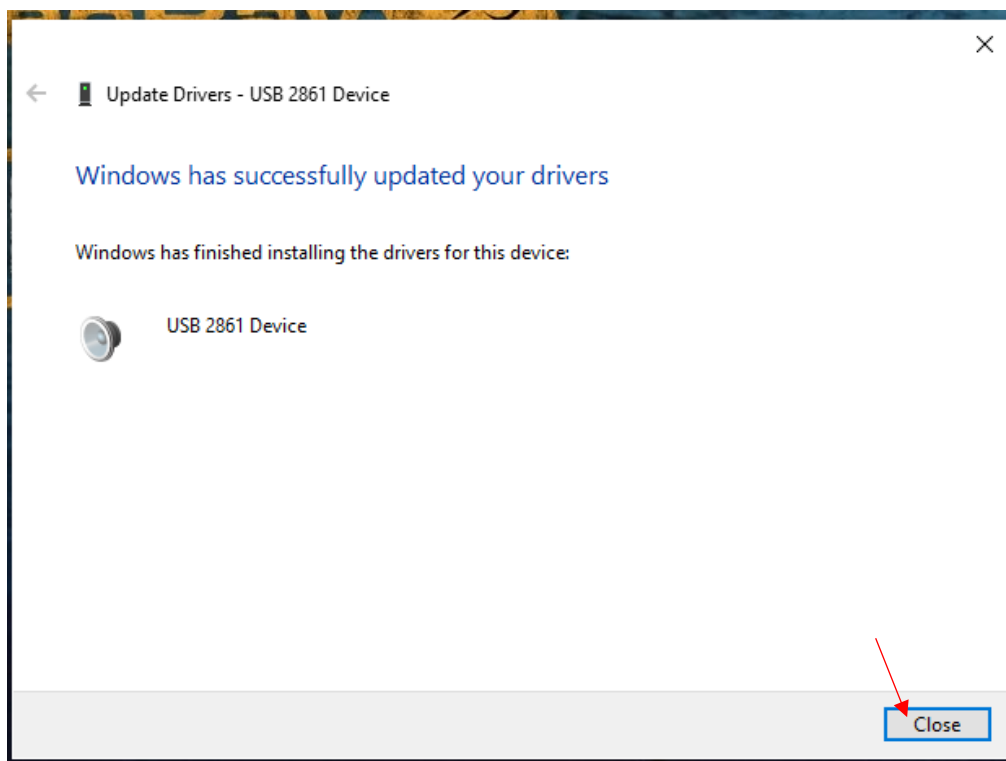 Update Drivers - USB 2861 Device
Windows has successfully updated your drivers
Windows has finished installing the drivers for this device:
USB 2861 Device
Close